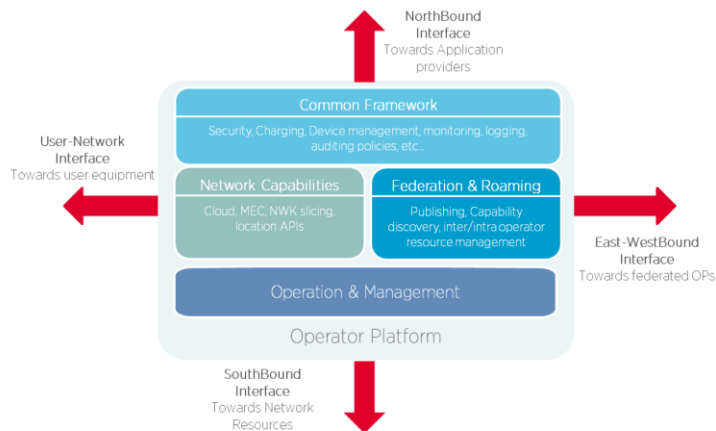 NorthBound
Interface
Towards Application
providers
Common Framework
Security, Charging, Device management, monitoring, logging,
auditing policies, etc...
User-Network
Interface
Towards user equipment
Network Capabilities
Cloud, MEC, NWK slicing,
location APIs
Federation & Roaming
Publishing, Capability
discovery, inter/intra operator
resource management
East-WestBound
Interface
Towards federated OPs
Operation & Management
Operator Platform
SouthBound
Interface
Towards Network
Resources